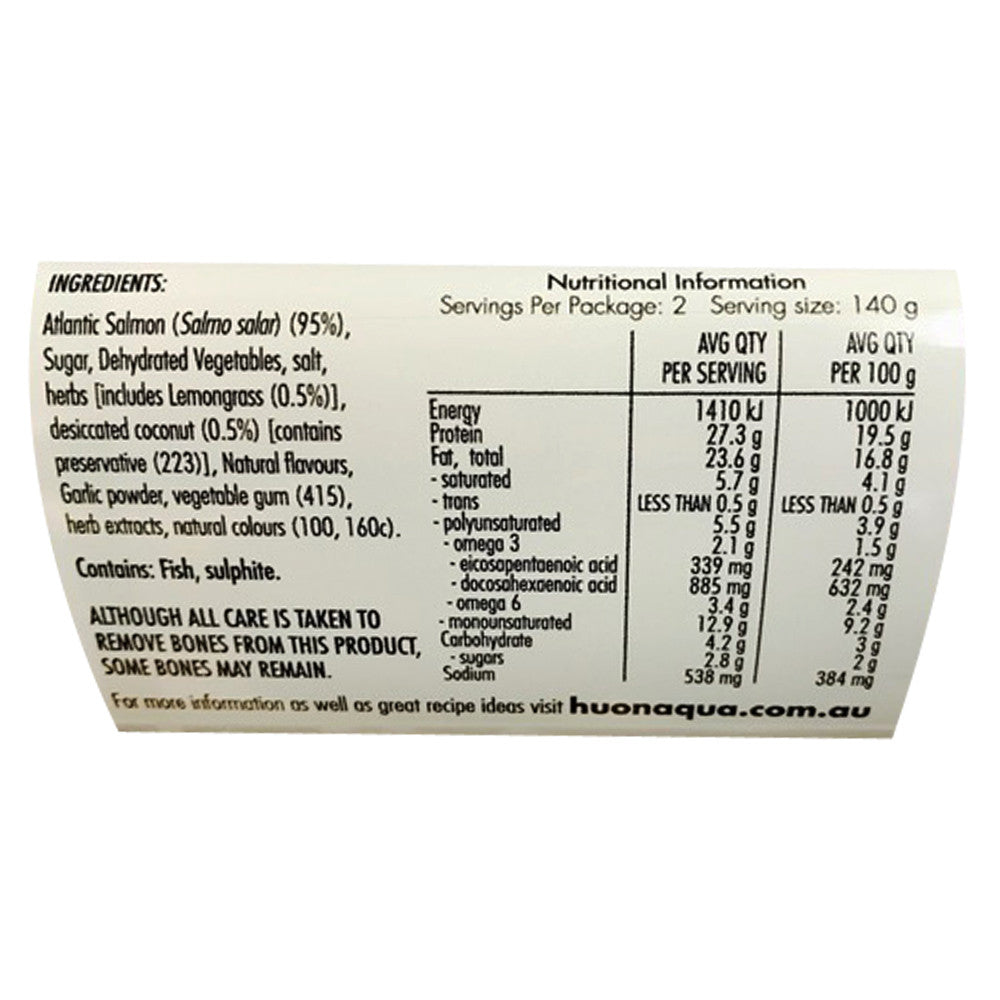 INGREDIENTS:
Atlantic Salmon (Salmo salar) (95%),
Sugar, Dehydrated Vegetables, salt,
herbs [includes Lemongrass (0.5%)],
desiccated coconut (0.5%) [contains
preservative (223)], Natural flavours,
Garlic powder, vegetable gum (415),
herb extracts, natural colours (100, 160c).
Contains: Fish, sulphite.
ALTHOUGH ALL CARE IS TAKEN TO
REMOVE BONES FROM THIS PRODUCT,
SOME BONES MAY REMAIN.
Nutritional Information
Servings Per Package: 2 Serving size: 140 g
AVG QTY AVG QTY
PER SERVING PER 100 g
Energy 1410 kJ 1000 kJ
Protein 27.3 g 19.5 g
Fat, total 23.6 g 16.8 g
- saturated 5.7 g 4.1 g
- trans LESS THAN 0.5 g LESS THAN 0.5 g
- polyunsaturated 5.5 g 3.9 g
- omega 3 2.1 g 1.5 g
- eicosapentaenoic acid 339 mg 242 mg
- docosahexaenoic acid 885 mg 632 mg
- omega 6 3.4 g 2.4 g
- monounsaturated 12.9 g 9.2 g
Carbohydrate 4.2 g 3 g
- sugars 2.8 g 2 g
Sodium 538 mg 384 mg
For more information as well as great recipe ideas visit huonaqua.com.au